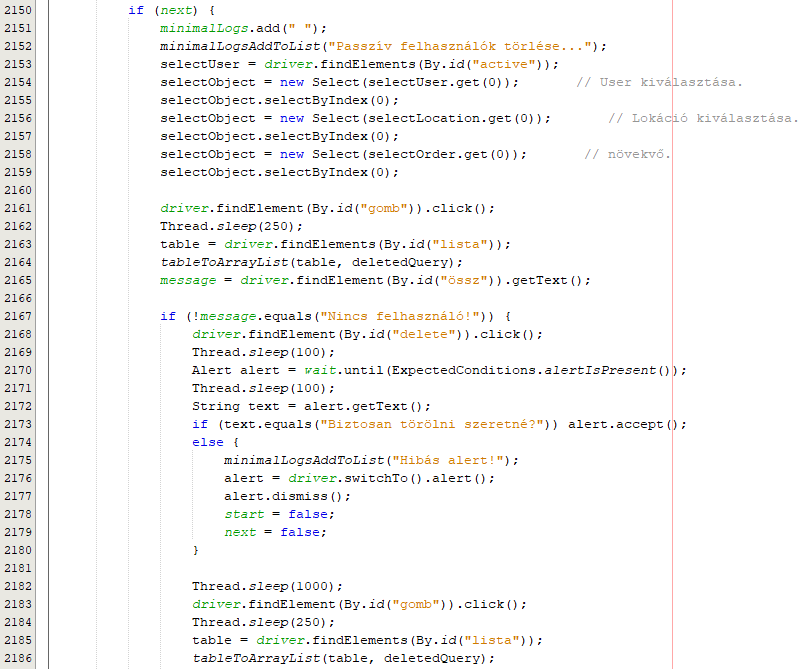 2150 if (next) {
2151 minimalLogs.add(" ");
2152 minimalLogsAddToList("Passzív felhasználók törlése...");
2153 selectUser = driver.findElements(By.id("active"));
2154 selectObject = new Select(selectUser.get(0)); // User kiválasztása.
2155 selectObject.selectByIndex(0);
2156 selectObject = new Select(selectLocation.get(0)); // Lokáció kiválasztása.
2157 selectObject.selectByIndex(0);
2158 selectObject = new Select(selectOrder.get(0)); // növekvő.
2159 selectObject.selectByIndex(0);
2160
2161 driver.findElement(By.id("gomb")).click();
2162 Thread.sleep(250);
2163 table = driver.findElements(By.id("lista"));
2164 tableToArrayList(table, deletedQuery);
2165 message = driver.findElement(By.id("össz")).getText();
2166
2167 if (!message.equals("Nincs felhasználó!")) {
2168 driver.findElement(By.id("delete")).click();
2169 Thread.sleep(100);
2170 Alert alert = wait.until(ExpectedConditions.alertIsPresent());
2171 Thread.sleep(100);
2172 String text = alert.getText();
2173 if (text.equals("Biztosan törölni szeretné?")) alert.accept();
2174 else {
2175 minimalLogsAddToList("Hibás alert!");
2176 alert = driver.switchTo().alert();
2177 alert.dismiss();
2178 start = false;
2179 next = false;
2180 }
2181
2182 Thread.sleep(1000);
2183 driver.findElement(By.id("gomb")).click();
2184 Thread.sleep(250);
2185 table = driver.findElements(By.id("lista"));
2186 tableToArrayList(table, deletedQuery);